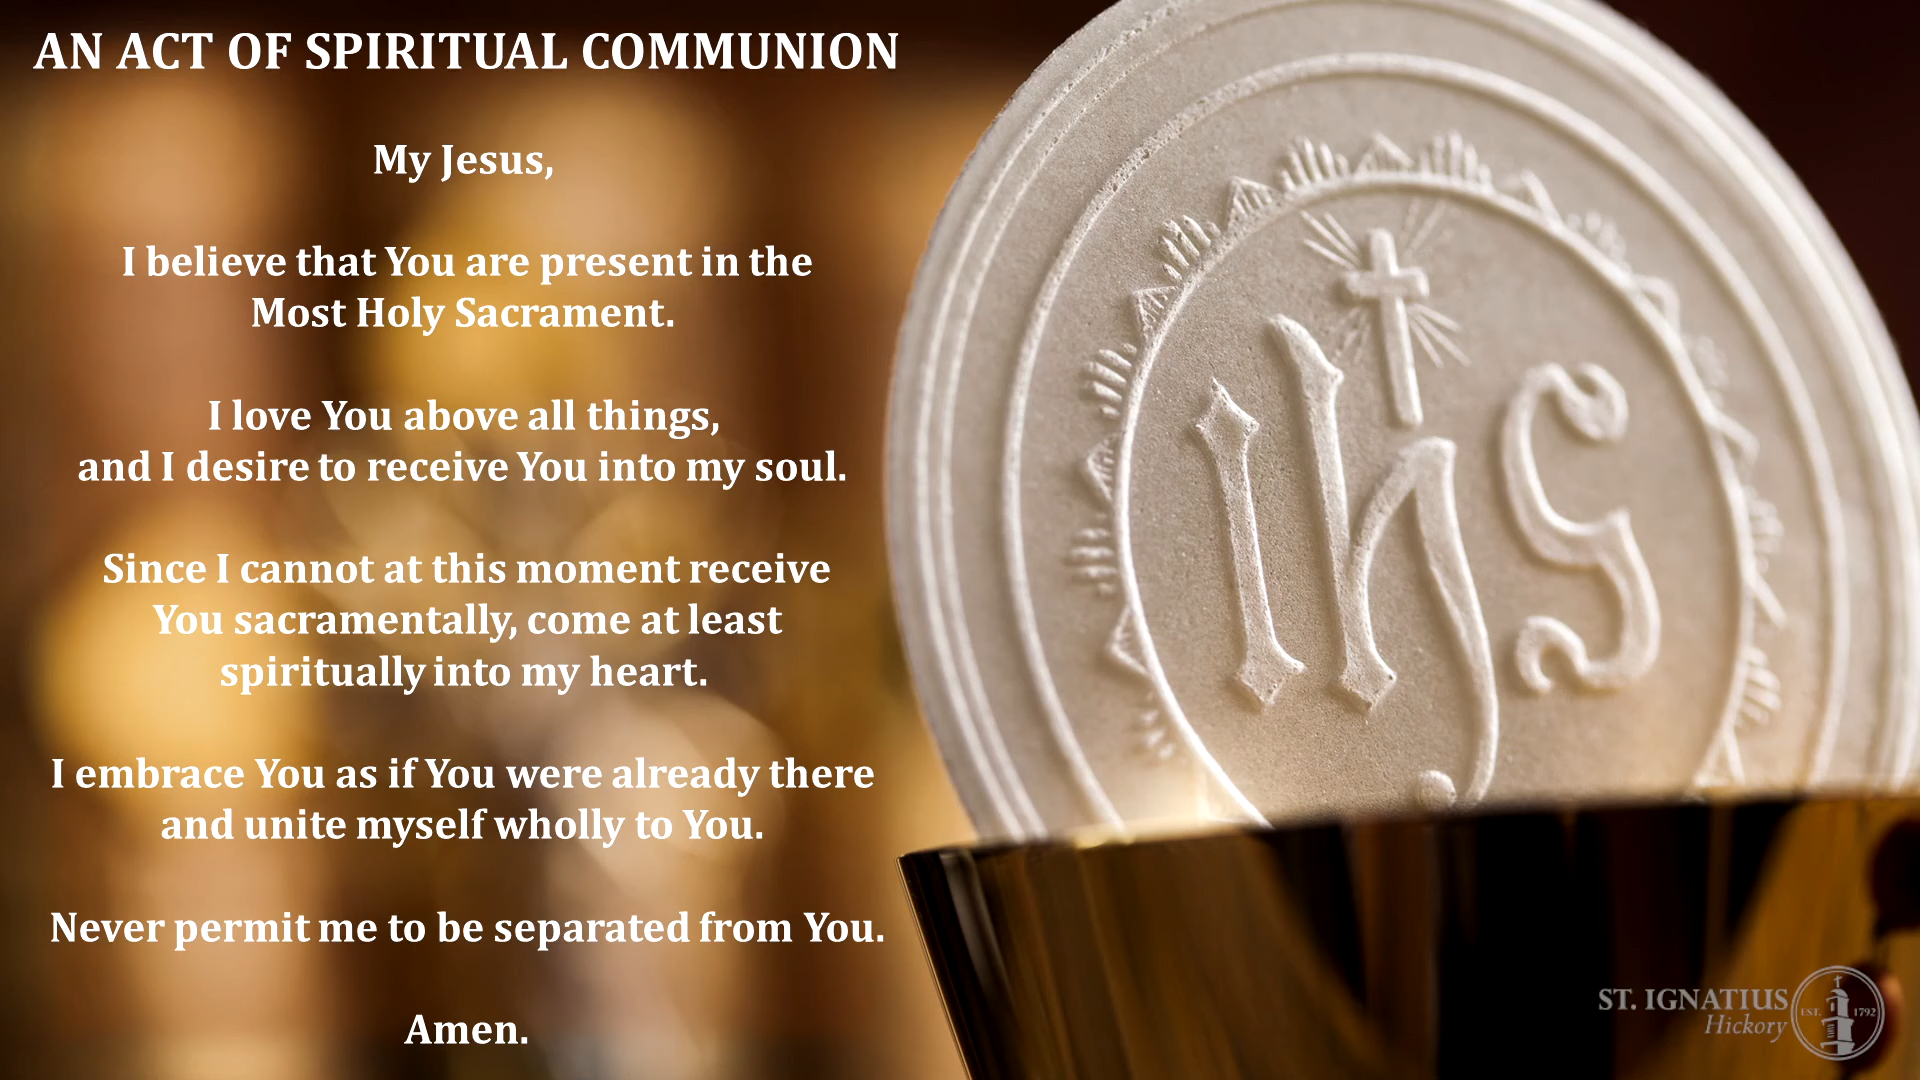 AN ACT OF SPIRITUAL COMMUNION
My Jesus,
I believe that You are present in the
Most Holy Sacrament.
I love You above all things,
and I desire to receive You into my soul.
Since I cannot at this moment receive
You sacramentally, come at least
spiritually into my heart.
I embrace You as if You were already there
and unite myself wholly to You.
Never permit me to be separated from You.
Amen.
ihs
ST. IGNATIUS
Hickory
EST. 1792